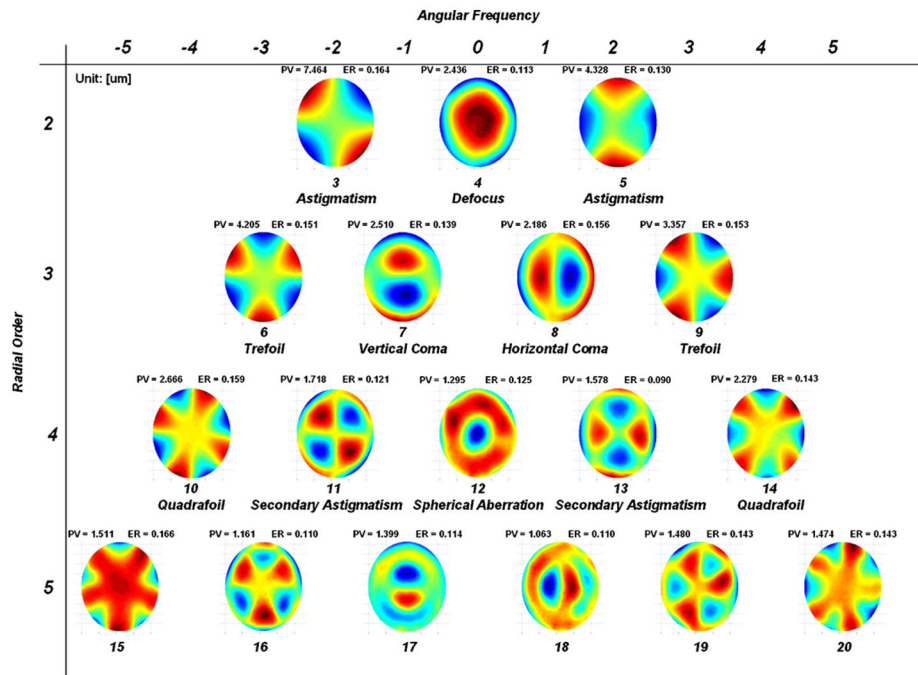 Angular Frequency
-5 -4 -3 -2 -1 0 1 2 3 4 5
Unit: [um]
Radial Order
2
PV = 7.464 ER = 0.164 PV = 2.436 ER = 0.113 PV = 4.328 ER = 0.130
3 4 5
Astigmatism Defocus Astigmatism
3
PV = 4.205 ER = 0.151 PV = 2.510 ER = 0.139 PV = 2.186 ER = 0.156 PV = 3.357 ER = 0.153
6 7 8 9
Trefoil Vertical Coma Horizontal Coma Trefoil
4
PV = 2.666 ER = 0.159 PV = 1.718 ER = 0.121 PV = 1.295 ER = 0.125 PV = 1.578 ER = 0.090 PV = 2.279 ER = 0.143
10 11 12 13 14
Quadrafoil Secondary Astigmatism Spherical Aberration Secondary Astigmatism Quadrafoil
5
PV = 1.511 ER = 0.166 PV = 1.161 ER = 0.110 PV = 1.399 ER = 0.114 PV = 1.063 ER = 0.110 PV = 1.480 ER = 0.143 PV = 1.474 ER = 0.143
15 16 17 18 19 20